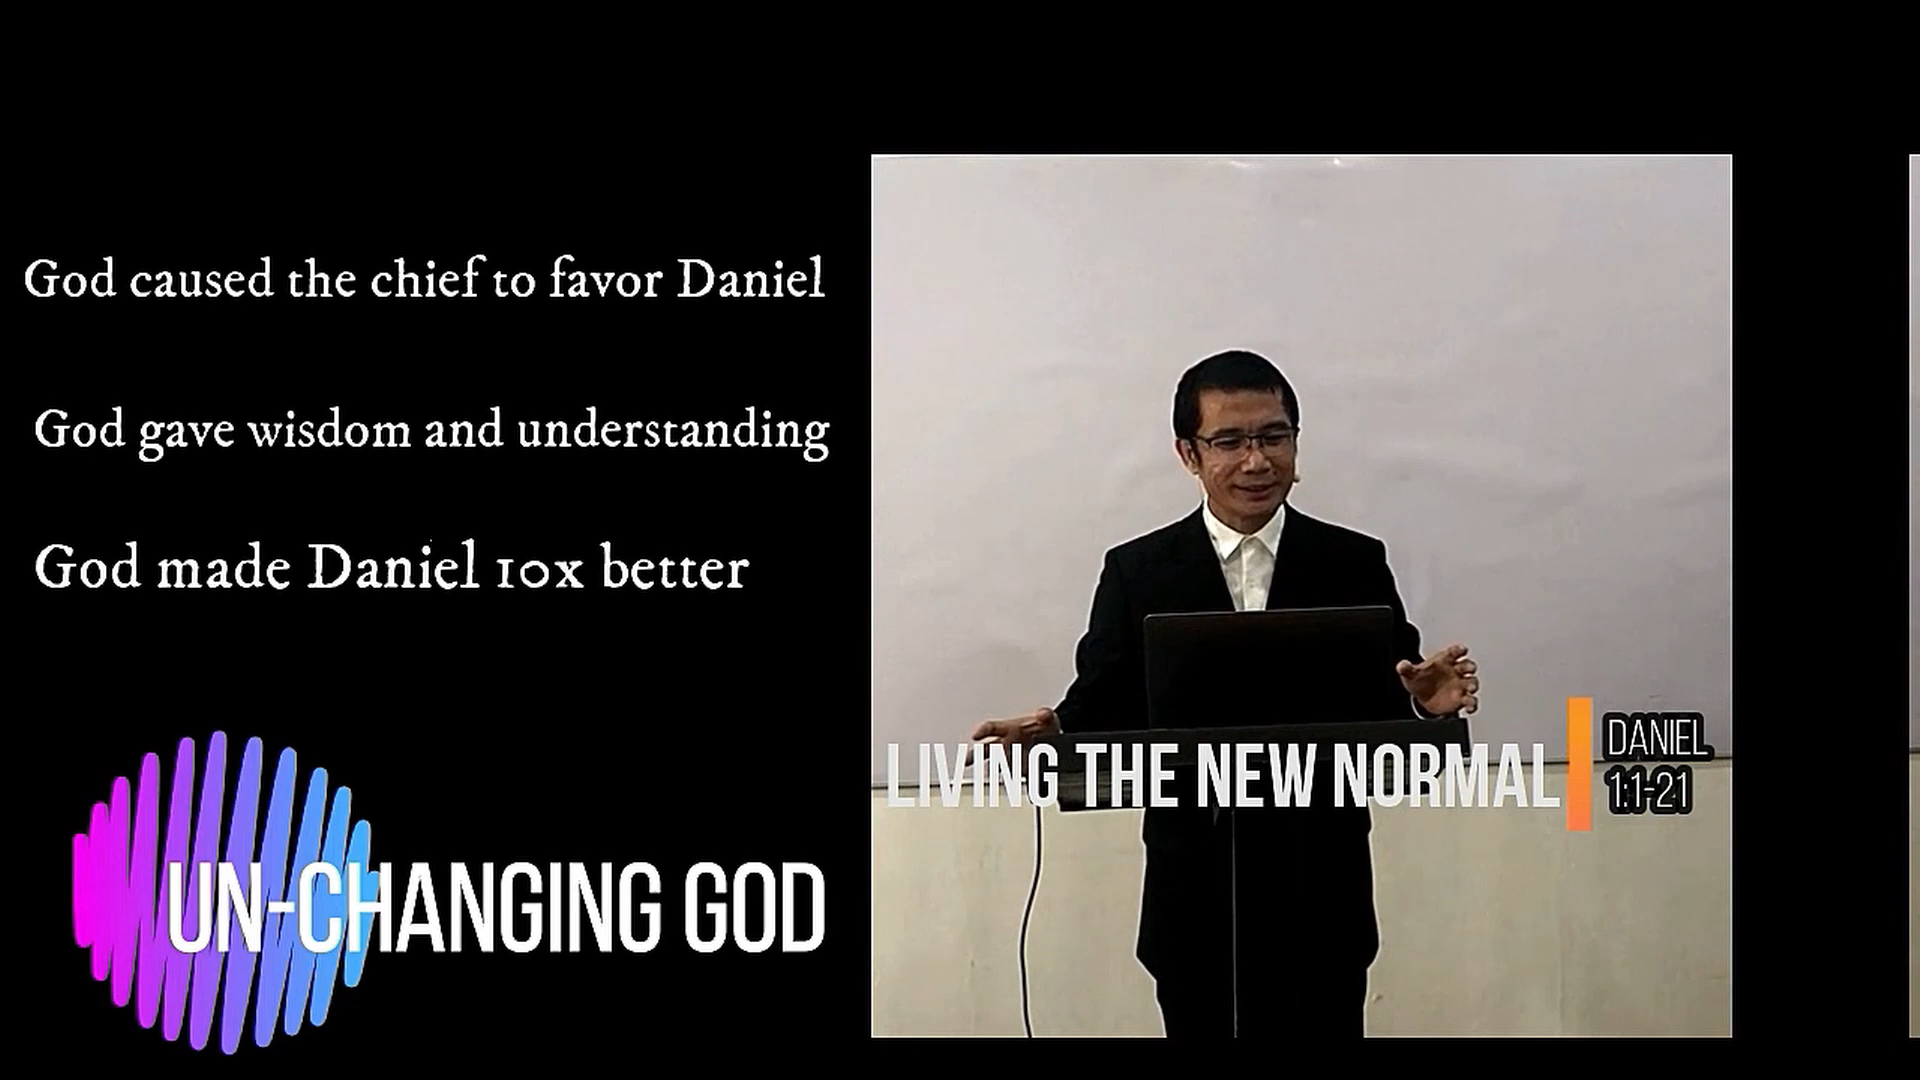 God caused the chief to favor Daniel
God gave wisdom and understanding
God made Daniel 10x better
UN-CHANGING GOD
LIVING THE NEW NORMAL
DANIEL
1:1-21